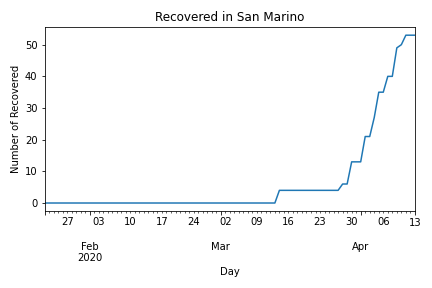 Recovered in San Marino
Number of Recovered
50
40
30
20
10
0
27 03 10 17 24 02 09 16 23 30 06 13
Feb Mar Apr
2020
Day